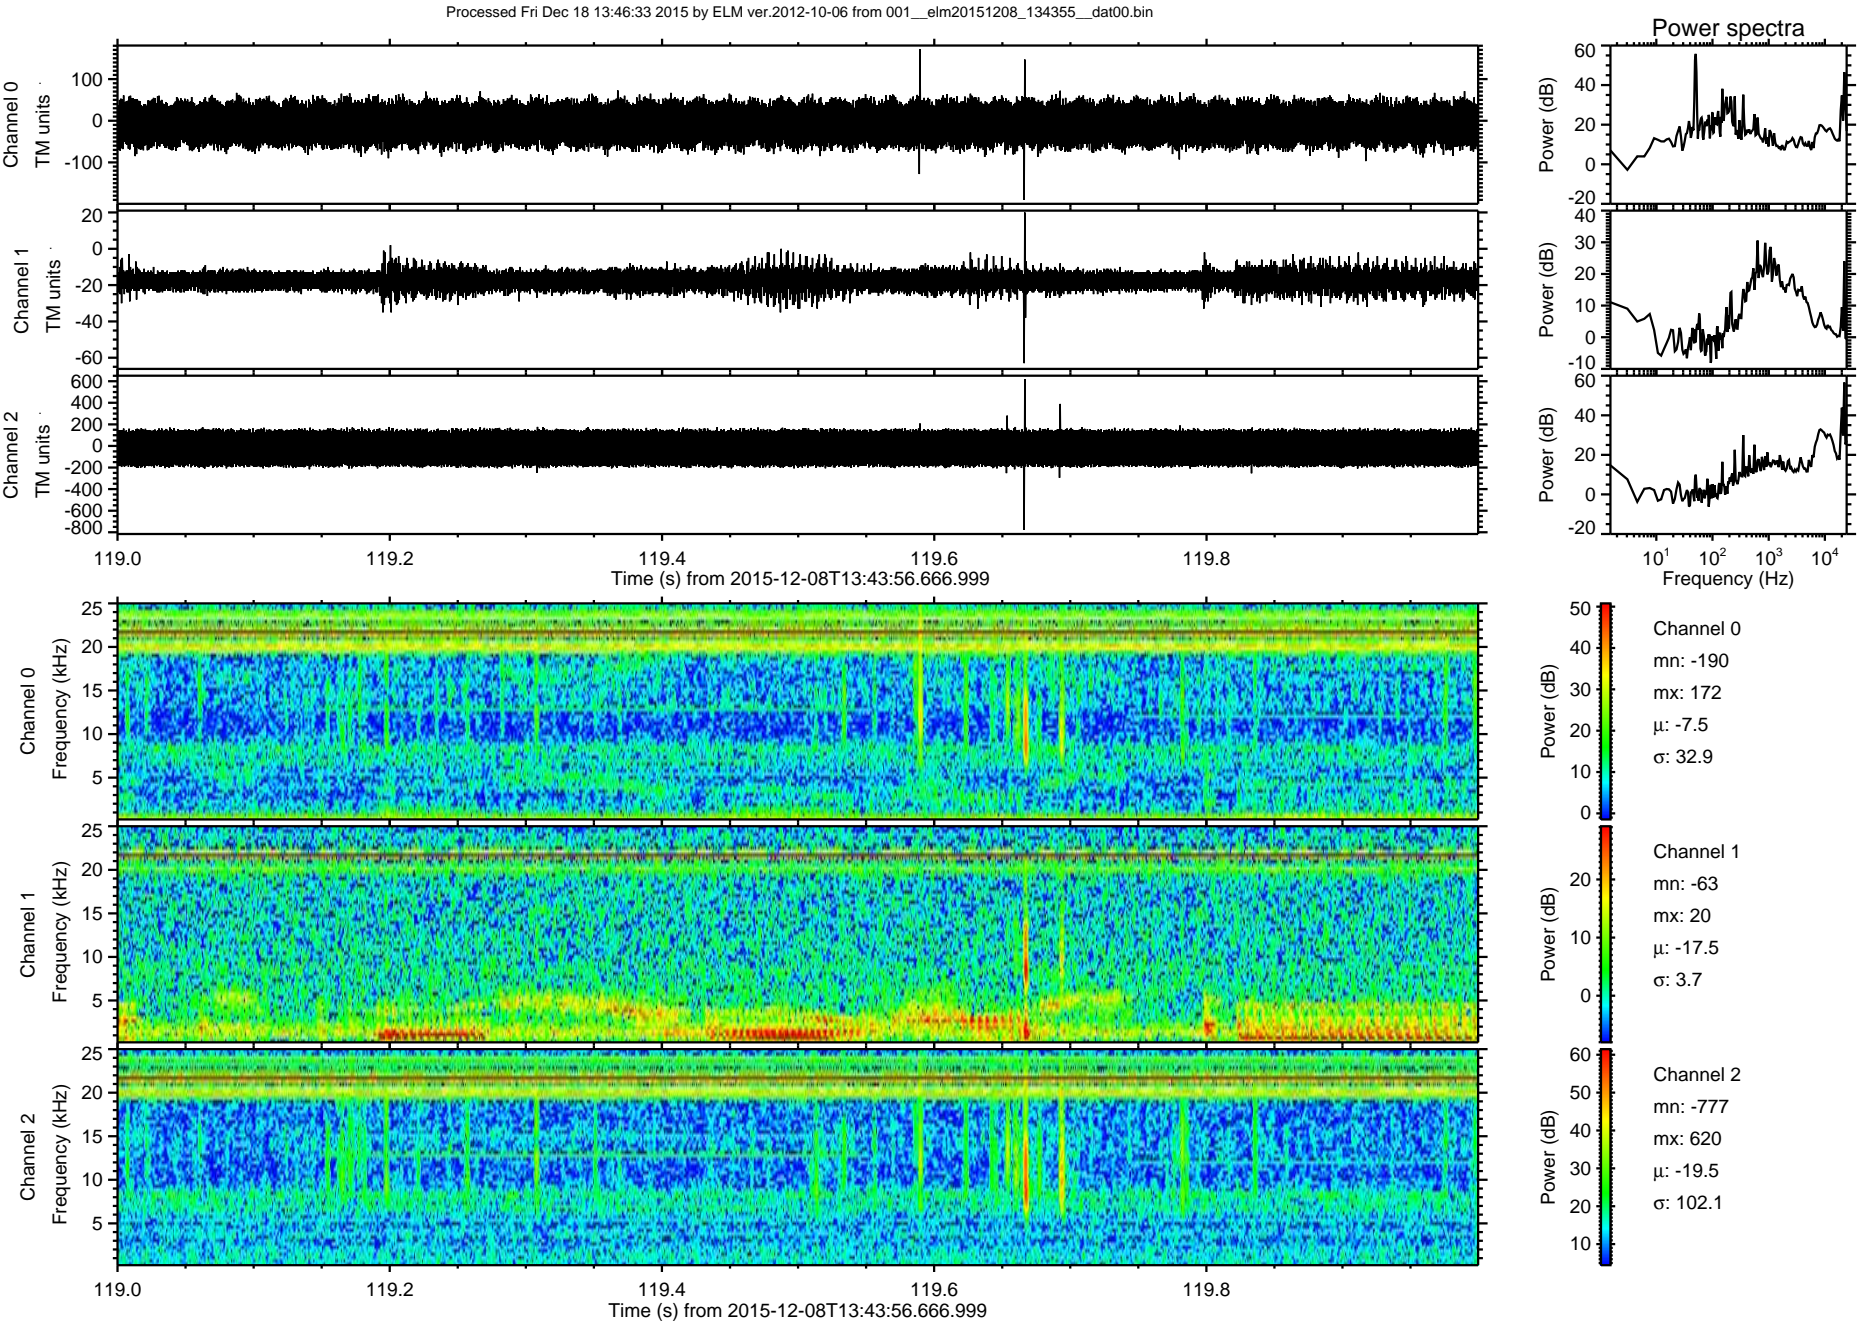 Processed Fri Dec 18 13:46:33 2015 by ELM ver.2012-10-06 from 001__elm20151208_134355__dat00.bin
Power spectra
Channel 0
TM units
100
0
-100
Power (dB)
60
40
20
0
-20
Channel 1
TM units
20
0
-20
-40
-60
Power (dB)
40
30
20
10
0
-10
Channel 2
TM units
600
400
200
0
-200
-400
-600
-800
Power (dB)
60
40
20
0
-20
119.0 119.2 119.4 119.6 119.8
Time (s) from 2015-12-08T13:43:56.666.999
10¹ 10² 10³ 10⁴
Frequency (Hz)
Channel 0
Frequency (kHz)
25
20
15
10
5
Power (dB)
50
40
30
20
10
0
Channel 0
mn: -190
mx: 172
μ: -7.5
σ: 32.9
Channel 1
Frequency (kHz)
25
20
15
10
5
Power (dB)
20
10
0
Channel 1
mn: -63
mx: 20
μ: -17.5
σ: 3.7
Channel 2
Frequency (kHz)
25
20
15
10
5
Power (dB)
60
50
40
30
20
10
Channel 2
mn: -777
mx: 620
μ: -19.5
σ: 102.1
119.0 119.2 119.4 119.6 119.8
Time (s) from 2015-12-08T13:43:56.666.999